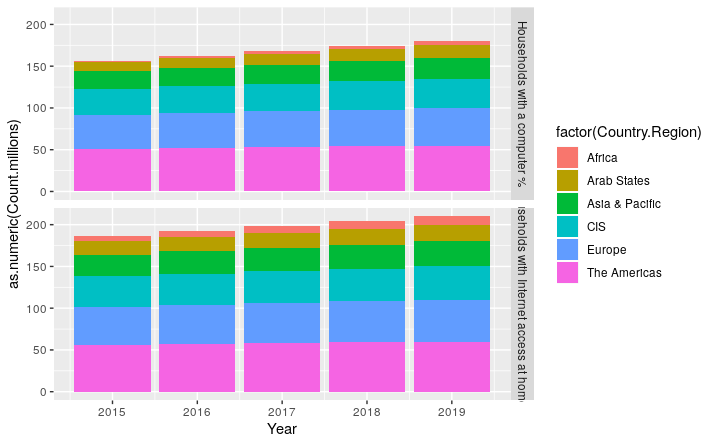 as.numeric(Count.millions)
200
150
100
50
0
Households with a computer %
200
150
100
50
0
seholds with Internet access at hom
2015 2016 2017 2018 2019
Year
factor(Country.Region)
Africa
Arab States
Asia & Pacific
CIS
Europe
The Americas